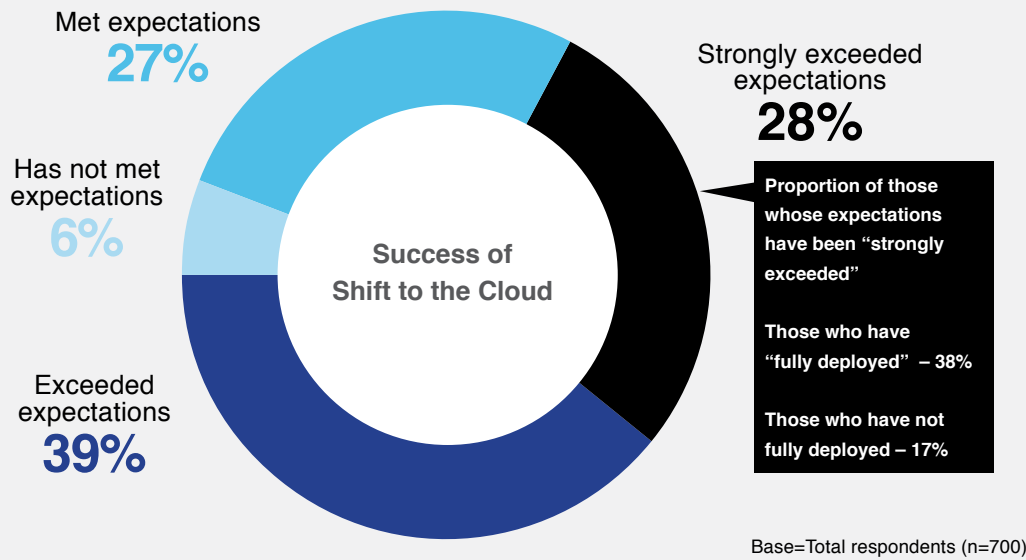 Met expectations
27%
Strongly exceeded
expectations
28%
Has not met
expectations
6%
Proportion of those
whose expectations
have been “strongly
exceeded”
Those who have
“fully deployed” – 38%
Those who have not
fully deployed – 17%
Success of
Shift to the Cloud
Exceeded
expectations
39%
Base=Total respondents (n=700)